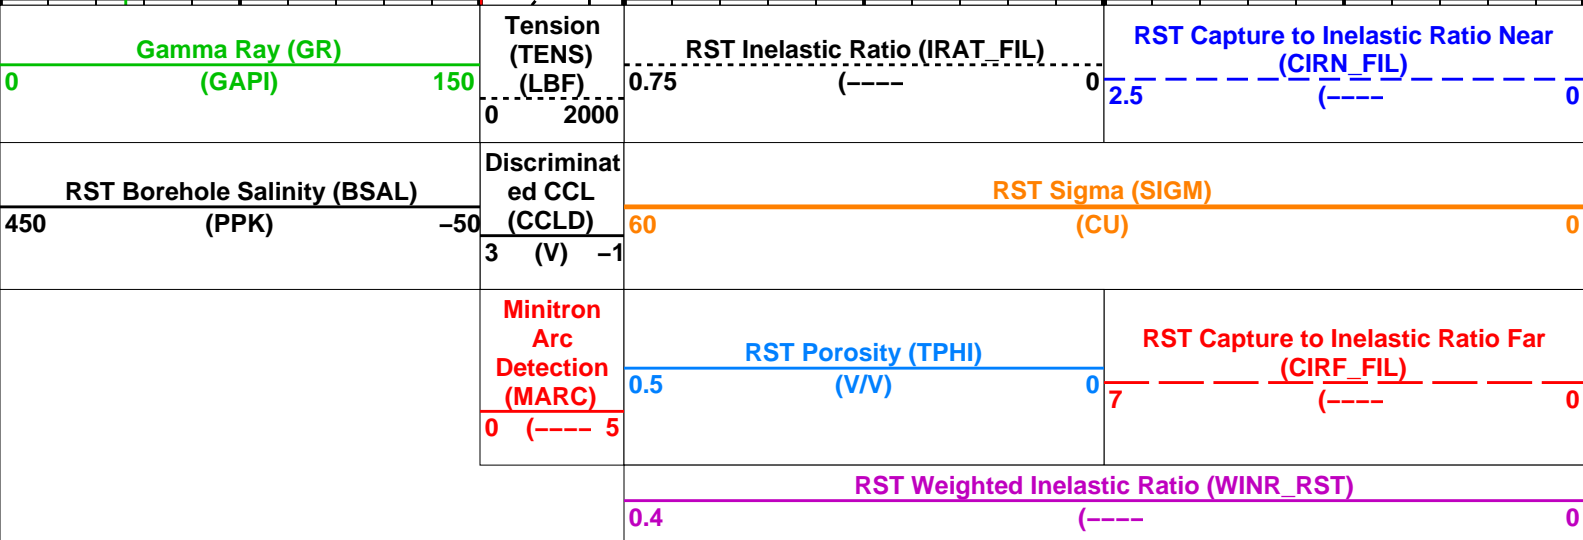 Gamma Ray (GR)
0 (GAPI) 150
Tension
(TENS)
(LBF)
0 2000
RST Inelastic Ratio (IRAT_FIL)
0.75 (–––– 0
RST Capture to Inelastic Ratio Near
(CIRN_FIL)
2.5 (–––– 0
RST Borehole Salinity (BSAL)
450 (PPK) –50
Discriminat
ed CCL
(CCLD)
3 (V) –1
RST Sigma (SIGM)
60 (CU) 0
Minitron
Arc
Detection
(MARC)
0 (–––– 5
RST Porosity (TPHI)
0.5 (V/V) 0
RST Capture to Inelastic Ratio Far
(CIRF_FIL)
7 (–––– 0
RST Weighted Inelastic Ratio (WINR_RST)
0.4 (–––– 0